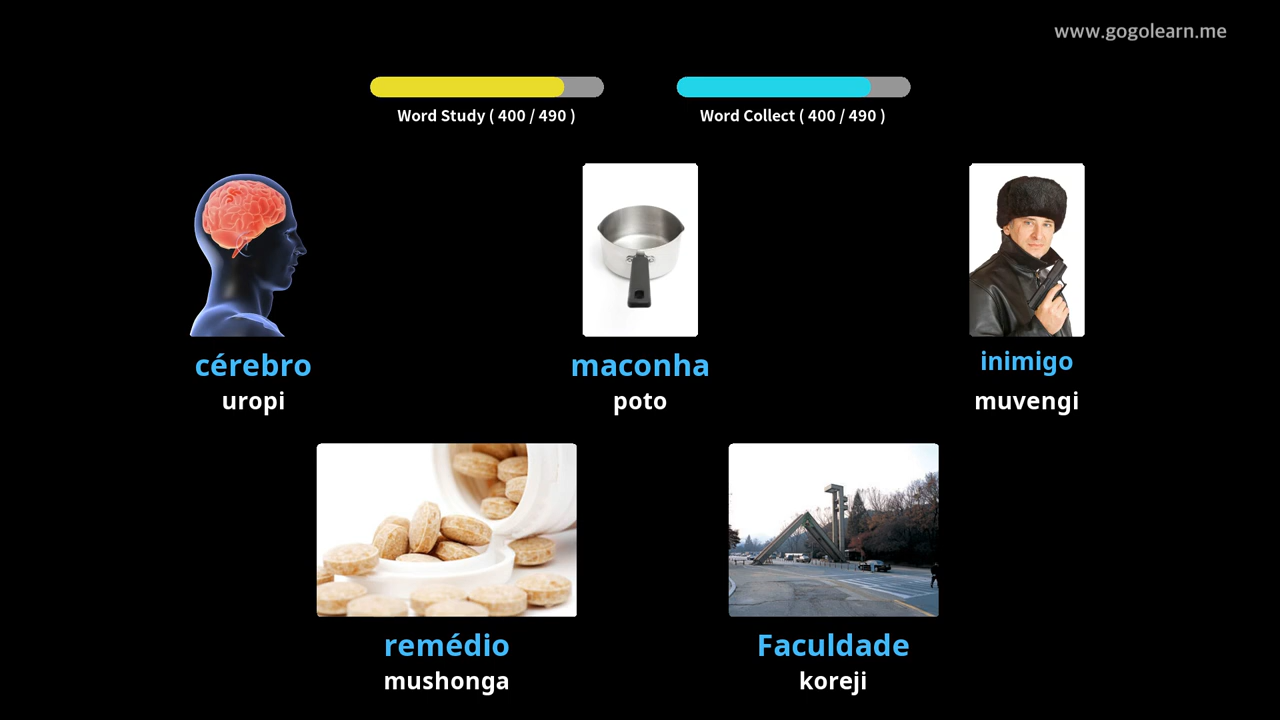 www.gogolearn.me
Word Study ( 400 / 490 )
Word Collect ( 400 / 490 )
cérebro
uropi
maconha
poto
inimigo
muvengi
remédio
mushonga
Faculdade
koreji